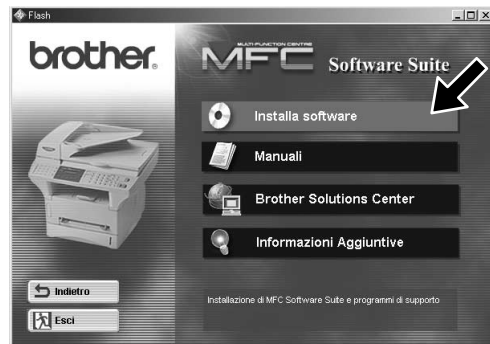 Flash
brother.
MULTI-FUNCTION CENTRE
MFC Software Suite
Installa software
Manuali
Brother Solutions Center
Informazioni Aggiuntive
Indietro
Esci
Installazione di MFC Software Suite e programmi di supporto